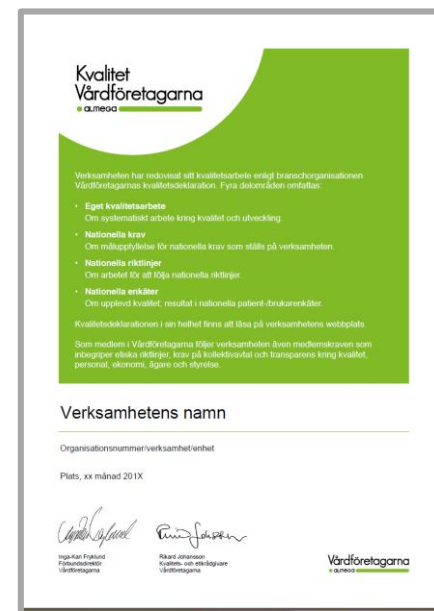 Kvalitet
Vårdföretagarna
almega
Verksamheten har redovisat sitt kvalitetsarbete enligt branschorganisationen
Vårdföretagarnas kvalitetsdeklaration. Fyra delområden omfattas:
• Eget kvalitetsarbete
Om systematiskt arbete kring kvalitet och utveckling.
• Nationella krav
Om måluppfyllelse för nationella krav som ställs på verksamheten.
• Nationella riktlinjer
Om arbetet för att följa nationella riktlinjer.
• Nationella enkäter
Om upplevd kvalitet; resultat i nationella patient-/brukarenkäter.
Kvalitetsdeklarationen i sin helhet finns att läsa på verksamhetens webbplats.
Som medlem i Vårdföretagarna följer verksamheten även medlemskraven som
inbegriper etiska riktlinjer, krav på kollektivavtal och transparens kring kvalitet,
personal, ekonomi, ägare och styrelse.
Verksamhetens namn
Organisationsnummer/verksamhet/enhet
Plats, xx månad 201X
Inga-Kari Fryklund
Förbundsdirektör
Vårdföretagarna
Rikard Johansson
Kvalitets- och etikrådgivare
Vårdföretagarna
Vårdföretagarna
almega